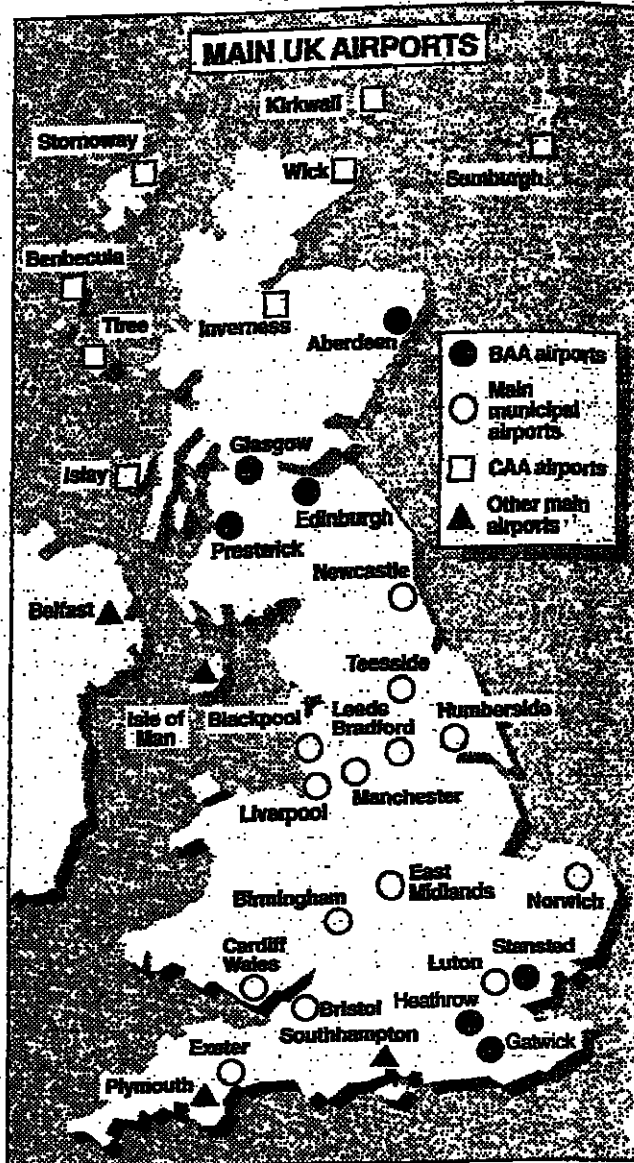 MAIN UK AIRPORTS
Kirkwall
Stornoway
Wick
Sumburgh
Benbecula
Tiree
Inverness
Aberdeen
BAA airports
Main
municipal
airports
CAA airports
Other main
airports
Glasgow
Islay
Edinburgh
Prestwick
Newcastle
Belfast
Teesside
Isle of
Man
Blackpool
Leeds
Bradford
Humberside
Liverpool
Manchester
East
Midlands
Birmingham
Norwich
Cardiff
Wales
Luton
Stansted
Bristol
Heathrow
Southhampton
Gatwick
Exeter
Plymouth